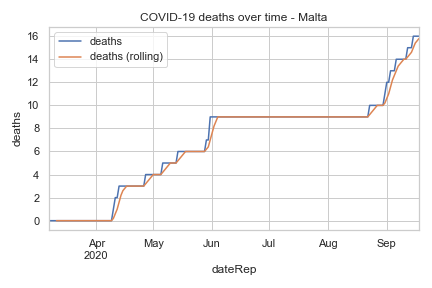 COVID-19 deaths over time - Malta
deaths
deaths (rolling)
16
14
12
10
8
6
4
2
0
deaths
Apr
2020
May
Jun
Jul
Aug
Sep
dateRep